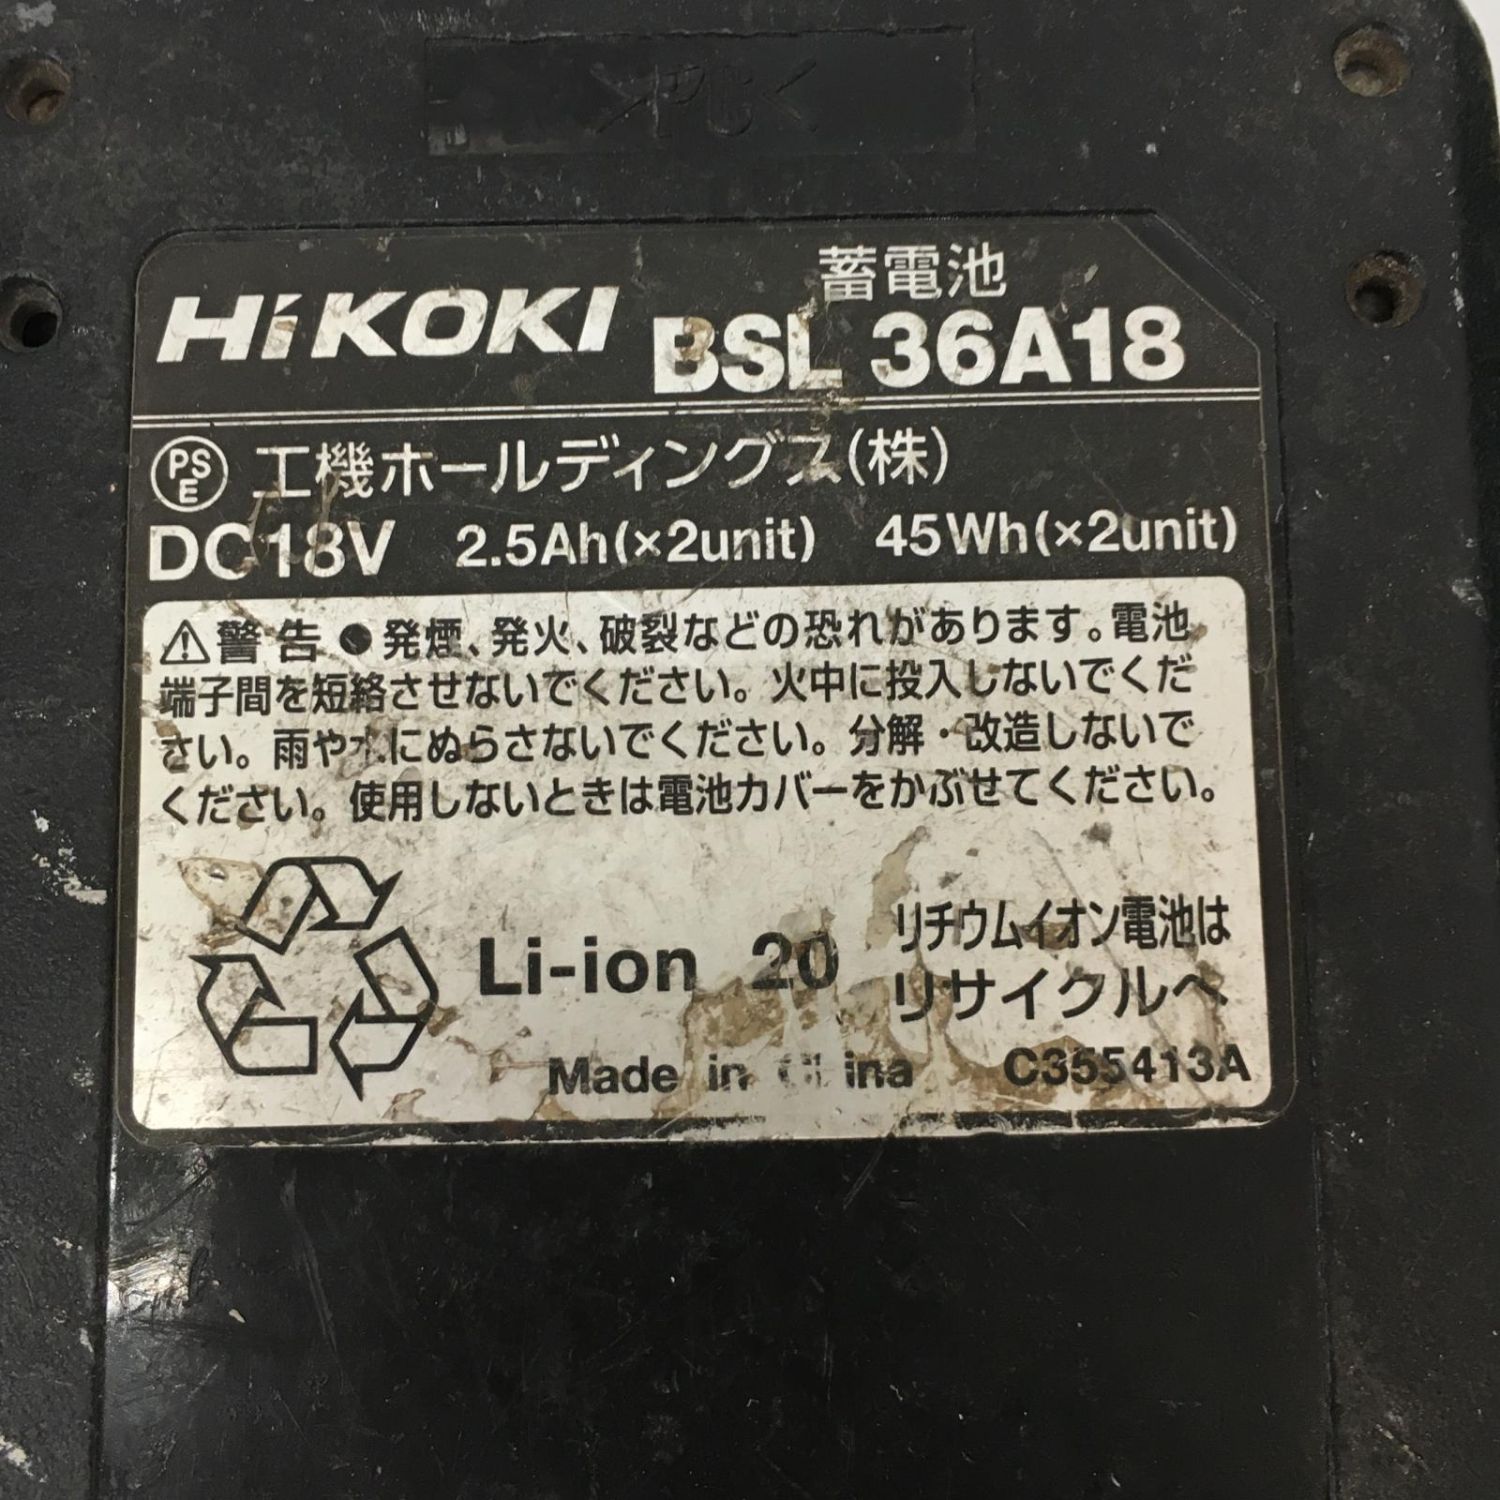 蓄電池
HiKOKI BSL 36A18
PSE 工機ホールディングス(株)
DC18V 2.5Ah(×2unit) 45Wh(×2unit)
⚠警告 ●発煙、発火、破裂などの恐れがあります。電池
端子間を短絡させないでください。火中に投入しないでくだ
さい。雨や水にぬらさないでください。分解・改造しないで
ください。使用しないときは電池カバーをかぶせてください。
Li-ion 20
リチウムイオン電池は
リサイクルへ
Made in China C355413A